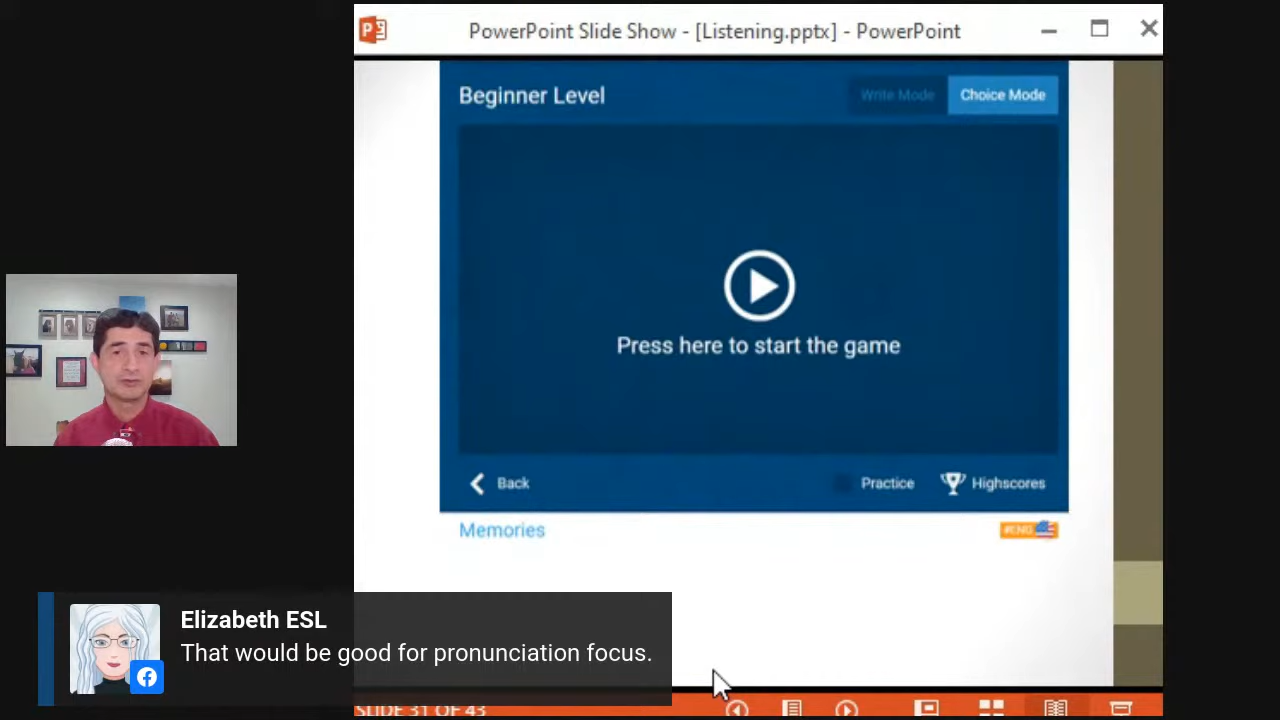 PowerPoint Slide Show - [Listening.pptx] - PowerPoint
Beginner Level
Write Mode
Choice Mode
Press here to start the game
Back
Practice
Highscores
Memories
#ENG
Elizabeth ESL
That would be good for pronunciation focus.
SLIDE 31 OF 43